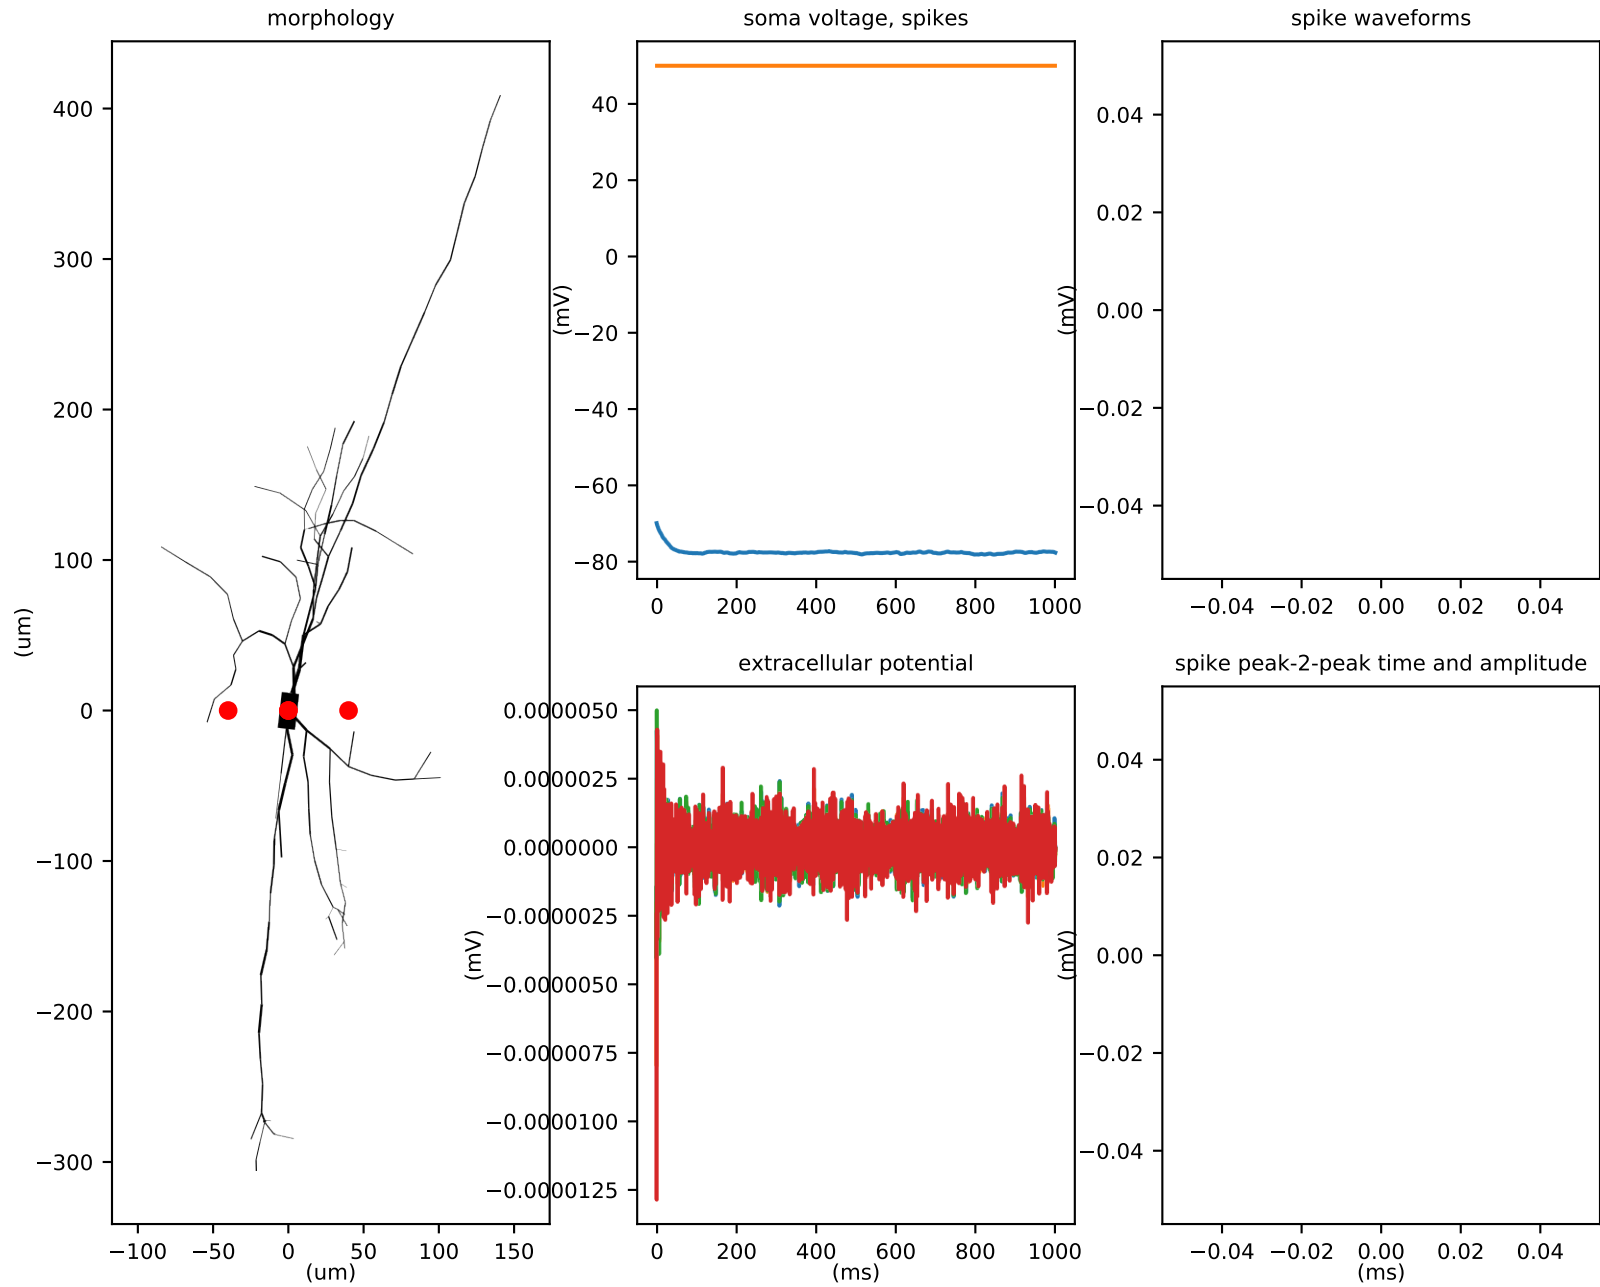 morphology
400
300
200
100
0
−100
−200
−300
(um)
−100 −50 0 50 100 150
(um)
soma voltage, spikes
40
20
0
−20
−40
−60
−80
(mV)
0 200 400 600 800 1000
spike waveforms
0.04
0.02
0.00
−0.02
−0.04
(mV)
−0.04 −0.02 0.00 0.02 0.04
extracellular potential
0.0000050
0.0000025
0.0000000
−0.0000025
−0.0000050
−0.0000075
−0.0000100
−0.0000125
(mV)
0 200 400 600 800 1000
(ms)
spike peak-2-peak time and amplitude
0.04
0.02
0.00
−0.02
−0.04
(mV)
−0.04 −0.02 0.00 0.02 0.04
(ms)